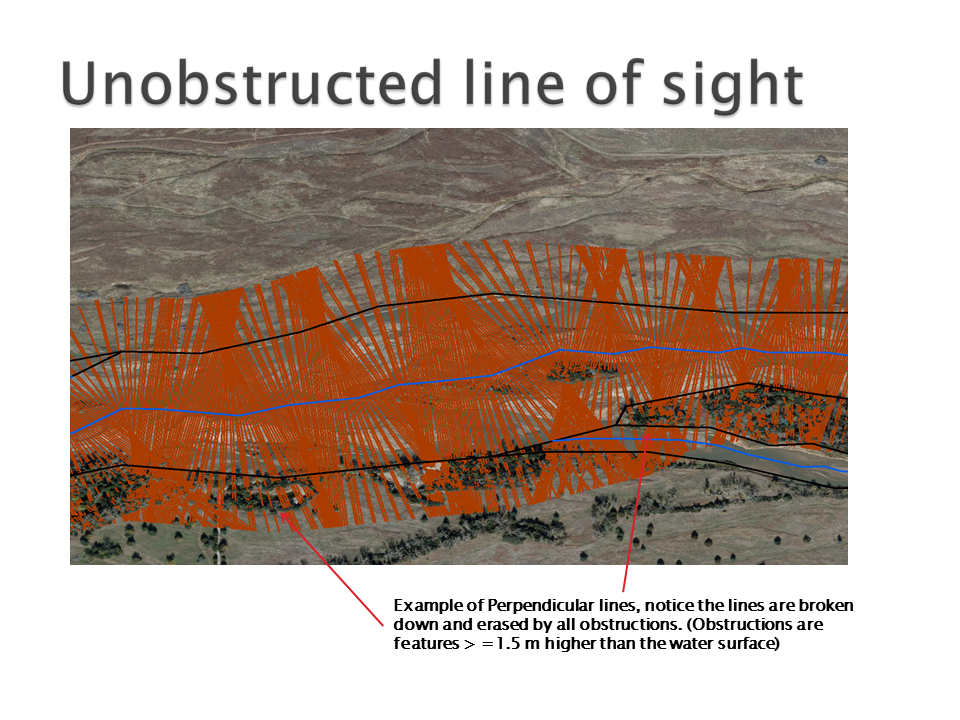 Unobstructed line of sight
Example of Perpendicular lines, notice the lines are broken
down and erased by all obstructions. (Obstructions are
features > =1.5 m higher than the water surface)